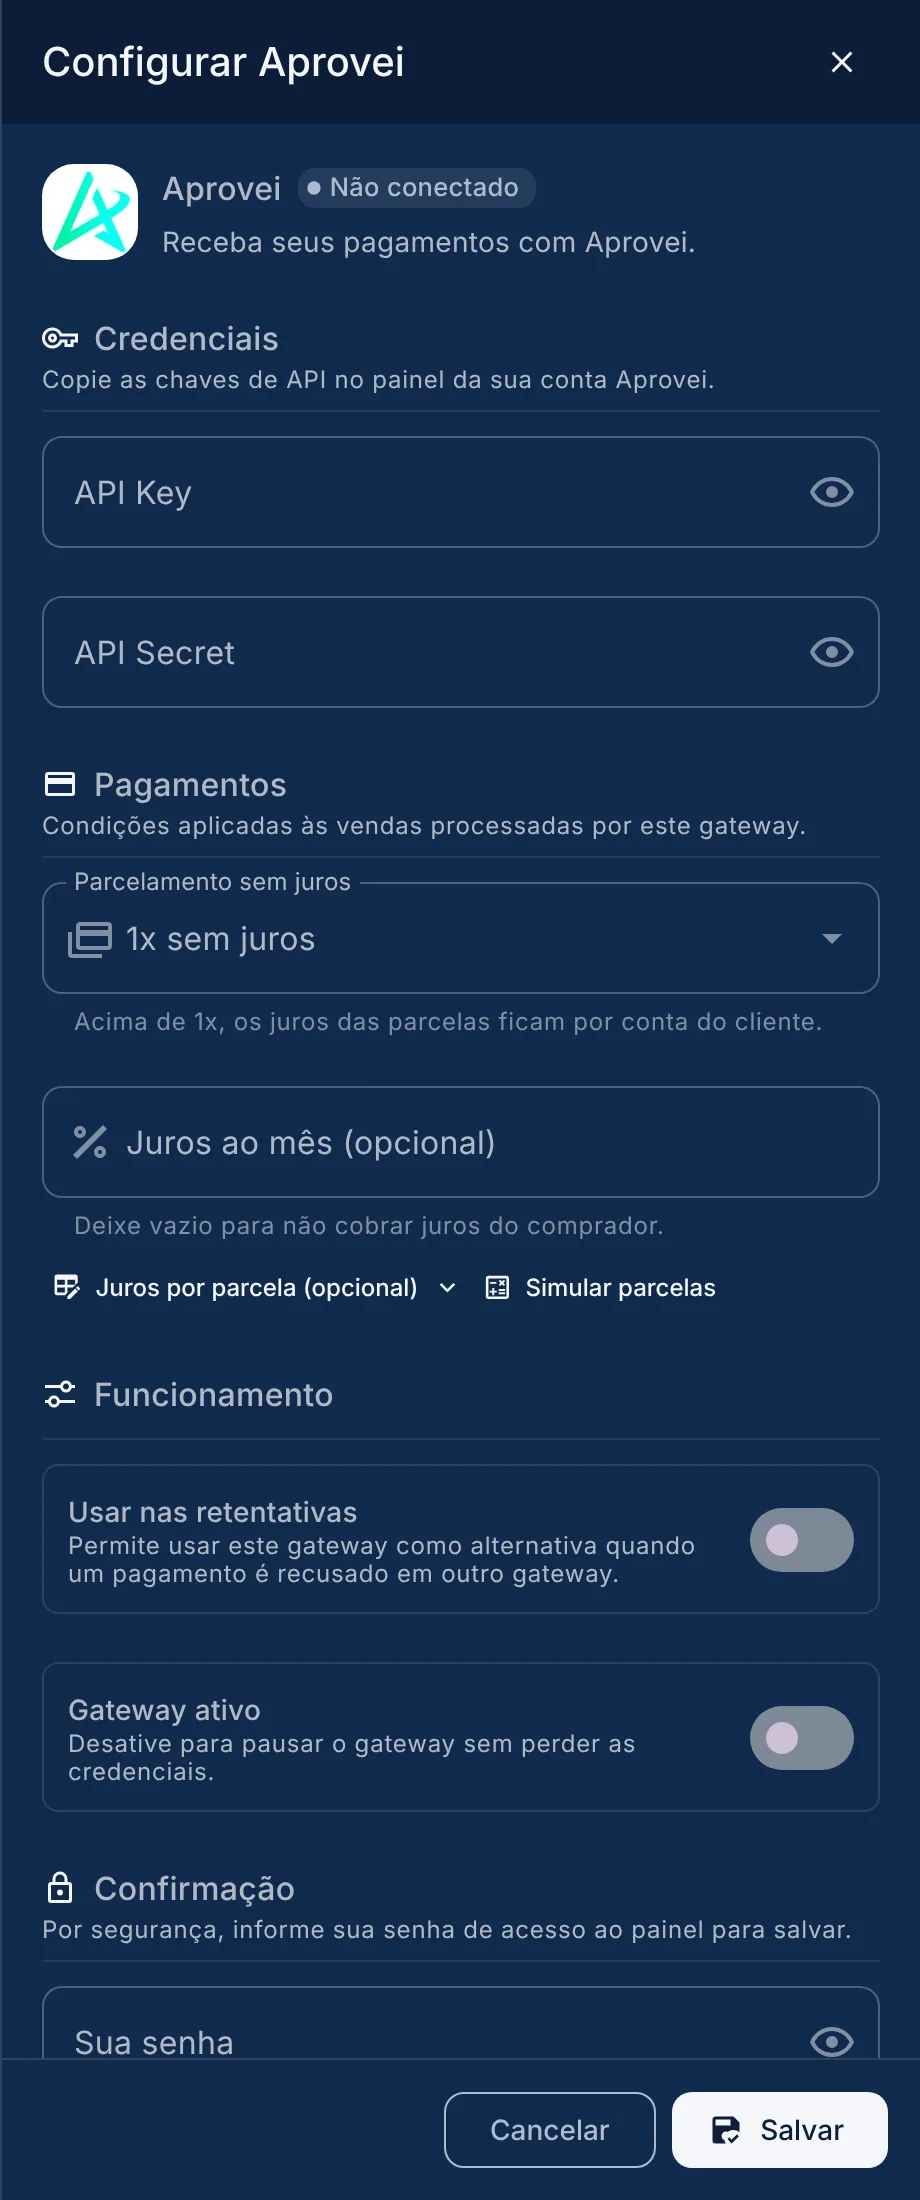 Configurar Aprovei
Aprovei
Não conectado
Receba seus pagamentos com Aprovei.
Credenciais
Copie as chaves de API no painel da sua conta Aprovei.
API Key
API Secret
Pagamentos
Condições aplicadas às vendas processadas por este gateway.
Parcelamento sem juros
1x sem juros
Acima de 1x, os juros das parcelas ficam por conta do cliente.
Juros ao mês (opcional)
Deixe vazio para não cobrar juros do comprador.
Juros por parcela (opcional)
Simular parcelas
Funcionamento
Usar nas retentativas
Permite usar este gateway como alternativa quando
um pagamento é recusado em outro gateway.
Gateway ativo
Desative para pausar o gateway sem perder as
credenciais.
Confirmação
Por segurança, informe sua senha de acesso ao painel para salvar.
Sua senha
Cancelar
Salvar